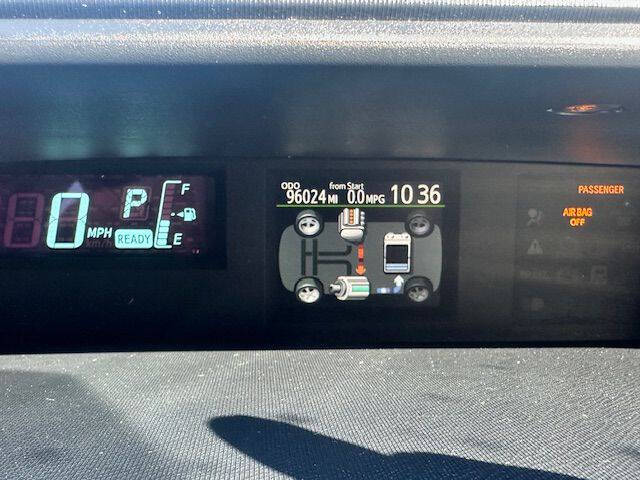 0 MPH
km/h
P
READY
F
E
ODO from Start
96024 MI 0.0 MPG 10 36
PASSENGER
AIR BAG
OFF